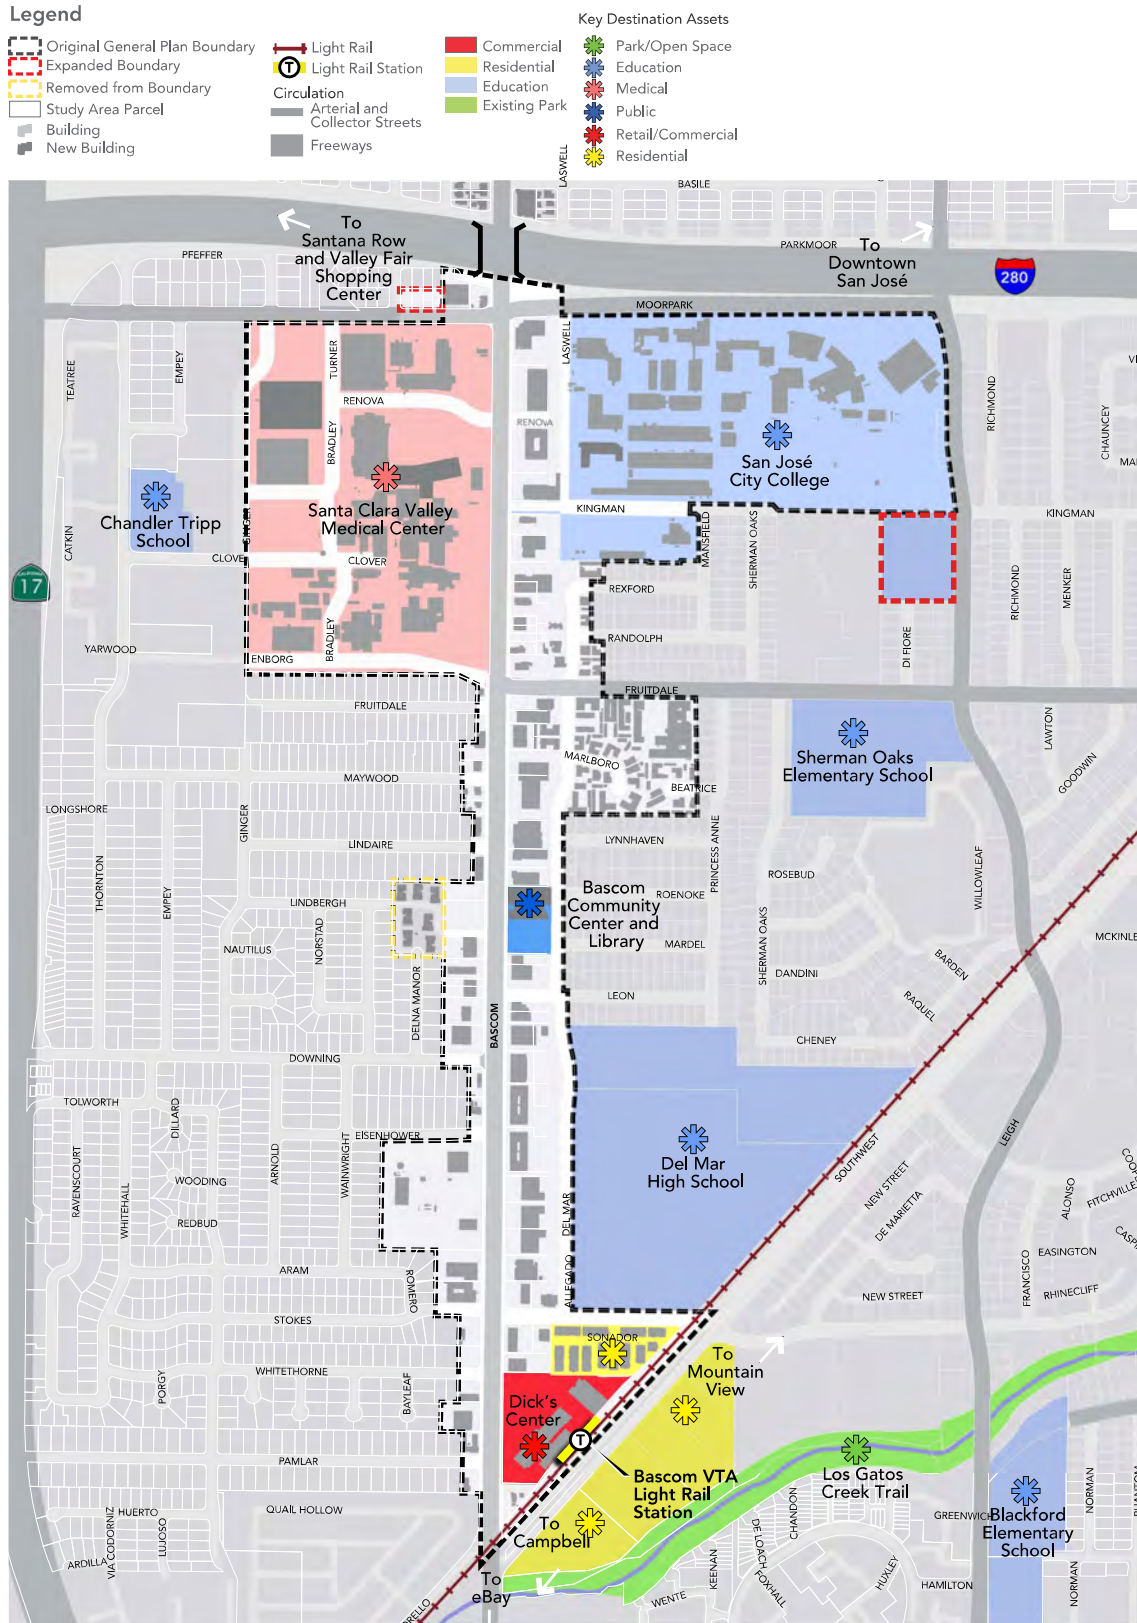 Legend
Original General Plan Boundary
Expanded Boundary
Removed from Boundary
Study Area Parcel
Building
New Building
Light Rail
T
Light Rail Station
Circulation
Arterial and
Collector Streets
Freeways
Commercial
Residential
Education
Existing Park
Key Destination Assets
Park/Open Space
Education
Medical
Public
Retail/Commercial
Residential
LASWELL
BASILE
To
Santana Row
and Valley Fair
Shopping
Center
PFEFFER
PARKMOOR
To
Downtown
San José
280
MOORPARK
TEATREE
EMPEY
TURNER
LASWELL
RENOVA
RENOVA
BRADLEY
RICHMOND
CHAUNCEY
San José
City College
Santa Clara Valley
Medical Center
Chandler Tripp
School
GINGER
CATKIN
CLOVE
CLOVER
KINGMAN
MANSFIELD
SHERMAN OAKS
KINGMAN
CALIFORNIA
17
REXFORD
RICHMOND
MENKER
YARWOOD
ENBORG
BRADLEY
RANDOLPH
DI FIORE
FRUITDALE
FRUITDALE
LAWTON
GOODWIN
Sherman Oaks
Elementary School
MARLBORO
MAYWOOD
BEATRICE
LONGSHORE
GINGER
LINDAIRE
LYNNHAVEN
PRINCESS ANNE
THORNTON
EMPEY
LINDBERGH
NORSTAD
NAUTILUS
DELNA MANOR
Bascom
Community
Center and
Library
ROENOKE
MARDEL
LEON
ROSEBUD
WILLOWLEAF
SHERMAN OAKS
DANDINI
BARDEN
RAQUEL
MCKINLE
BASCOM
DOWNING
CHENEY
TOLWORTH
DILLARD
EISENHOWER
ARNOLD
WAINWRIGHT
RAVENSCOURT
WHITEHALL
WOODING
REDBUD
Del Mar
High School
SOUTHWEST
LEIGH
NEW STREET
DE MARIETTA
ALONSO
FITCHVILLE
DEL MAR
ALLEGADO
ARAM
ROMERO
FRANCISCO
EASINGTON
RHINECLIFF
NEW STREET
STOKES
SONADOR
To
Mountain
View
WHITETHORNE
PORGY
BAYLEAF
Dick's
Center
T
PAMLAR
Bascom VTA
Light Rail
Station
Los Gatos
Creek Trail
QUAIL HOLLOW
HUERTO
VIA CODORNIZ
LUJOSO
ARDILLA
To
Campbell
To
eBay
KEENAN
DE LOACH
FOXHALL
CHANDON
HUXLEY
WENTE
GREENWICH
Blackford
Elementary
School
NORMAN
HAMILTON
NORMAN